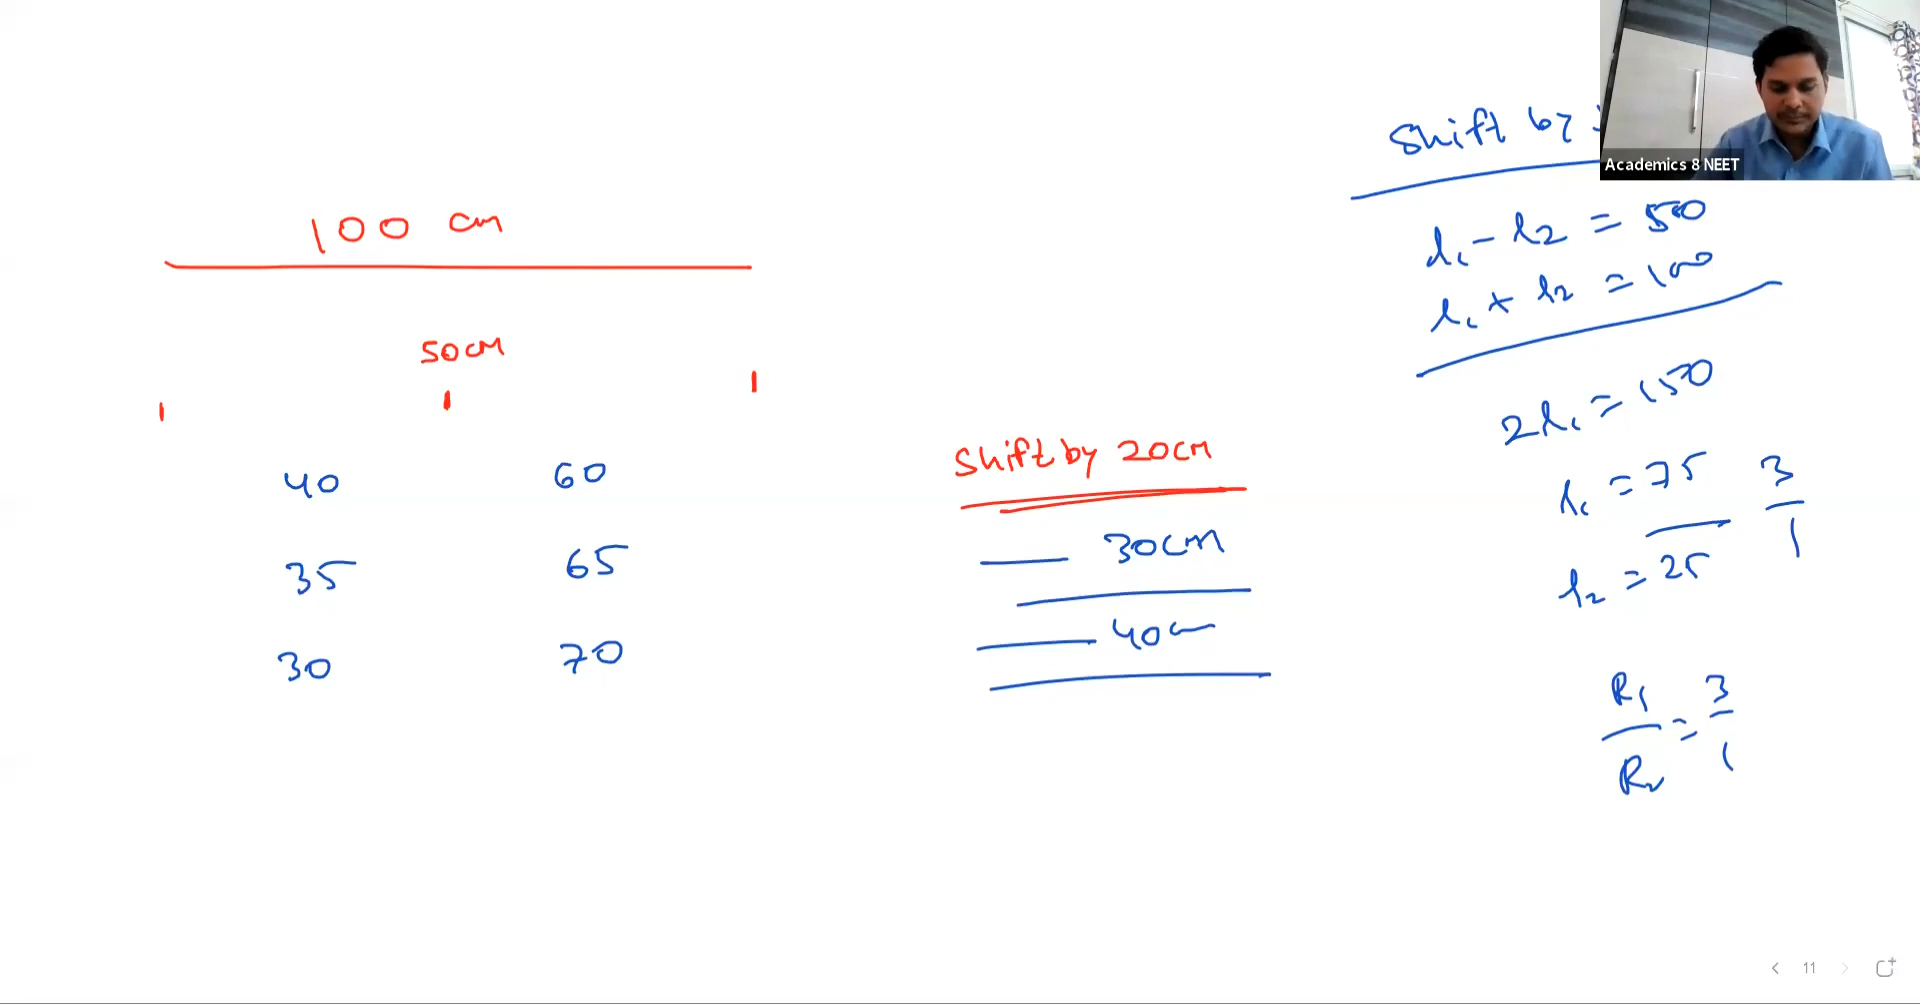 100 cm
50cm
40 60
35 65
30 70
Shift by 20cm
30cm
40cm
Shift by
l₁ - l₂ = 50
l₁ + l₂ = 100
2l₁ = 150
l₁ = 75 3/1
l₂ = 25
R₁/R₂ = 3/1
Academics 8 NEET
11